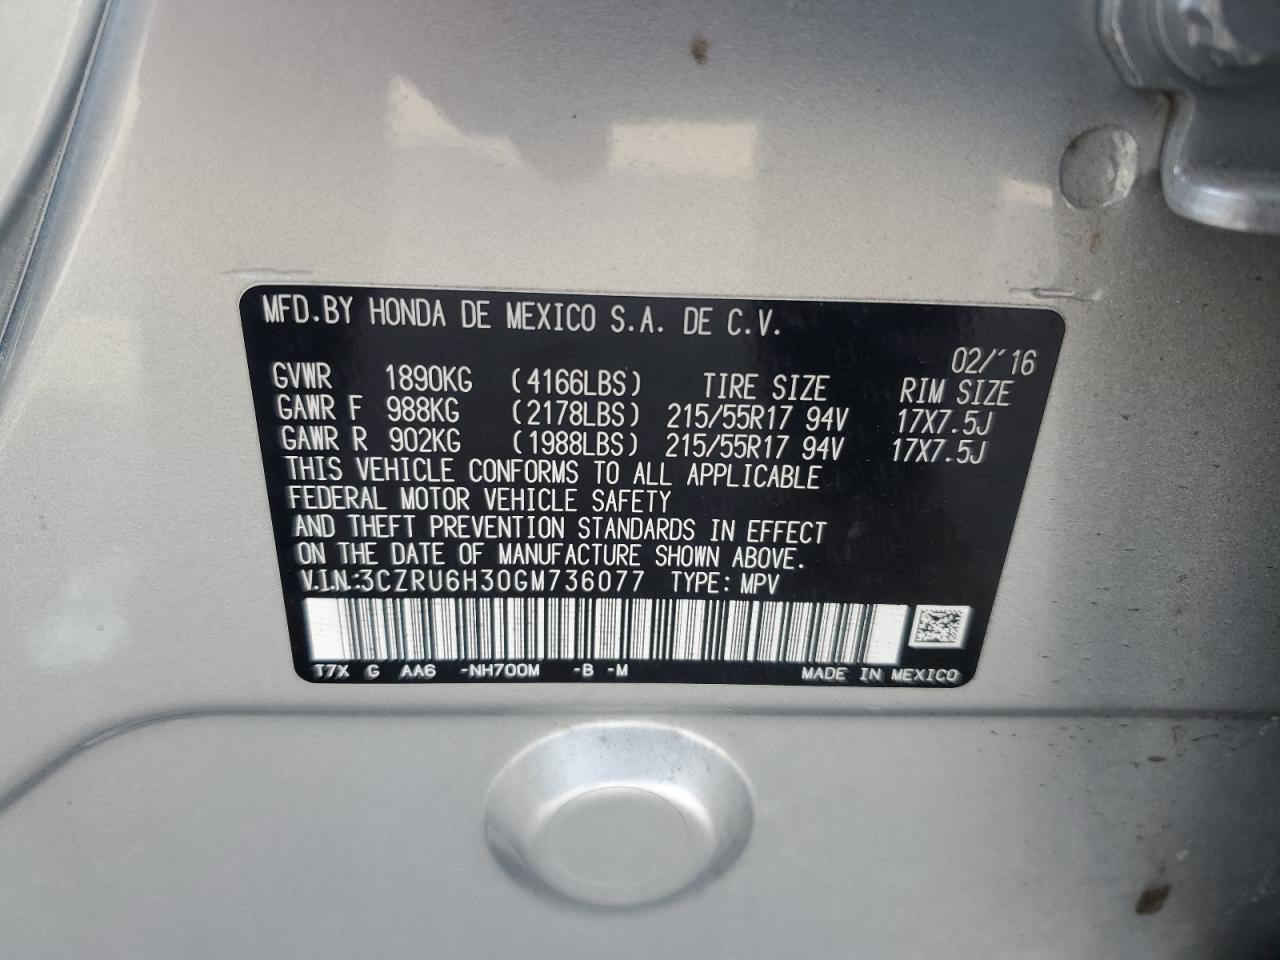 MFD.BY HONDA DE MEXICO S.A. DE C.V.
02/'16
GVWR 1890KG (4166LBS) TIRE SIZE RIM SIZE
GAWR F 988KG (2178LBS) 215/55R17 94V 17X7.5J
GAWR R 902KG (1988LBS) 215/55R17 94V 17X7.5J
THIS VEHICLE CONFORMS TO ALL APPLICABLE
FEDERAL MOTOR VEHICLE SAFETY
AND THEFT PREVENTION STANDARDS IN EFFECT
ON THE DATE OF MANUFACTURE SHOWN ABOVE.
V.I.N.:3CZRU6H30GM736077 TYPE: MPV
T7X G AA6 -NH700M -B -M MADE IN MEXICO